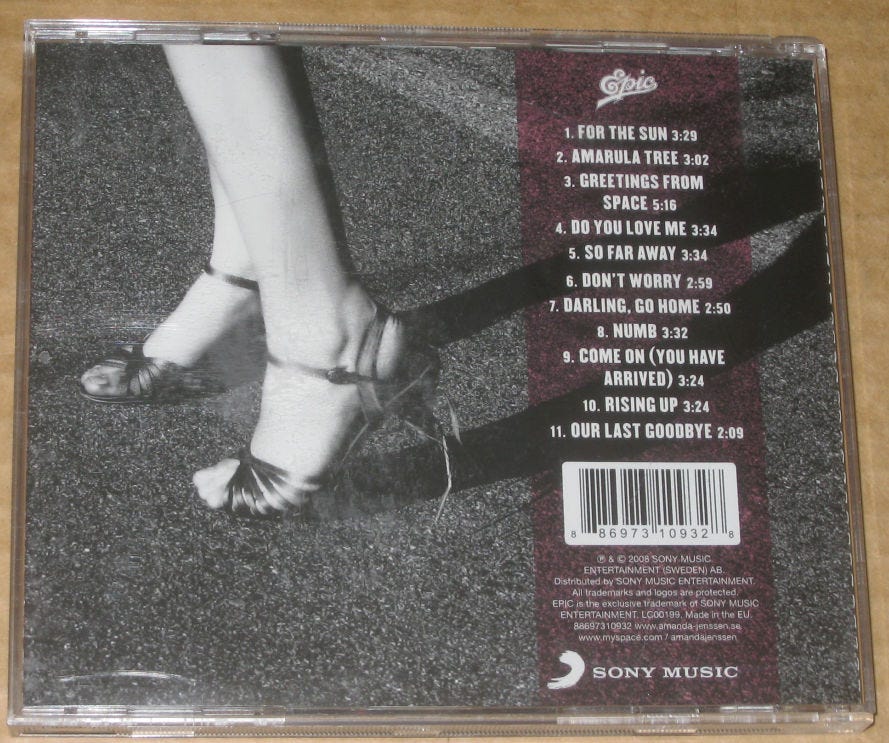 Epic
1. FOR THE SUN 3:29
2. AMARULA TREE 3:02
3. GREETINGS FROM
SPACE 5:16
4. DO YOU LOVE ME 3:34
5. SO FAR AWAY 3:34
6. DON'T WORRY 2:59
7. DARLING, GO HOME 2:50
8. NUMB 3:32
9. COME ON (YOU HAVE
ARRIVED) 3:24
10. RISING UP 3:24
11. OUR LAST GOODBYE 2:09
8 86973 10932 8
℗ & © 2008 SONY MUSIC
ENTERTAINMENT (SWEDEN) AB.
Distributed by SONY MUSIC ENTERTAINMENT.
All trademarks and logos are protected.
EPIC is the exclusive trademark of SONY MUSIC
ENTERTAINMENT. LC00199. Made in the EU.
88697310932 www.amanda-jenssen.se
www.myspace.com / amandajenssen
SONY MUSIC